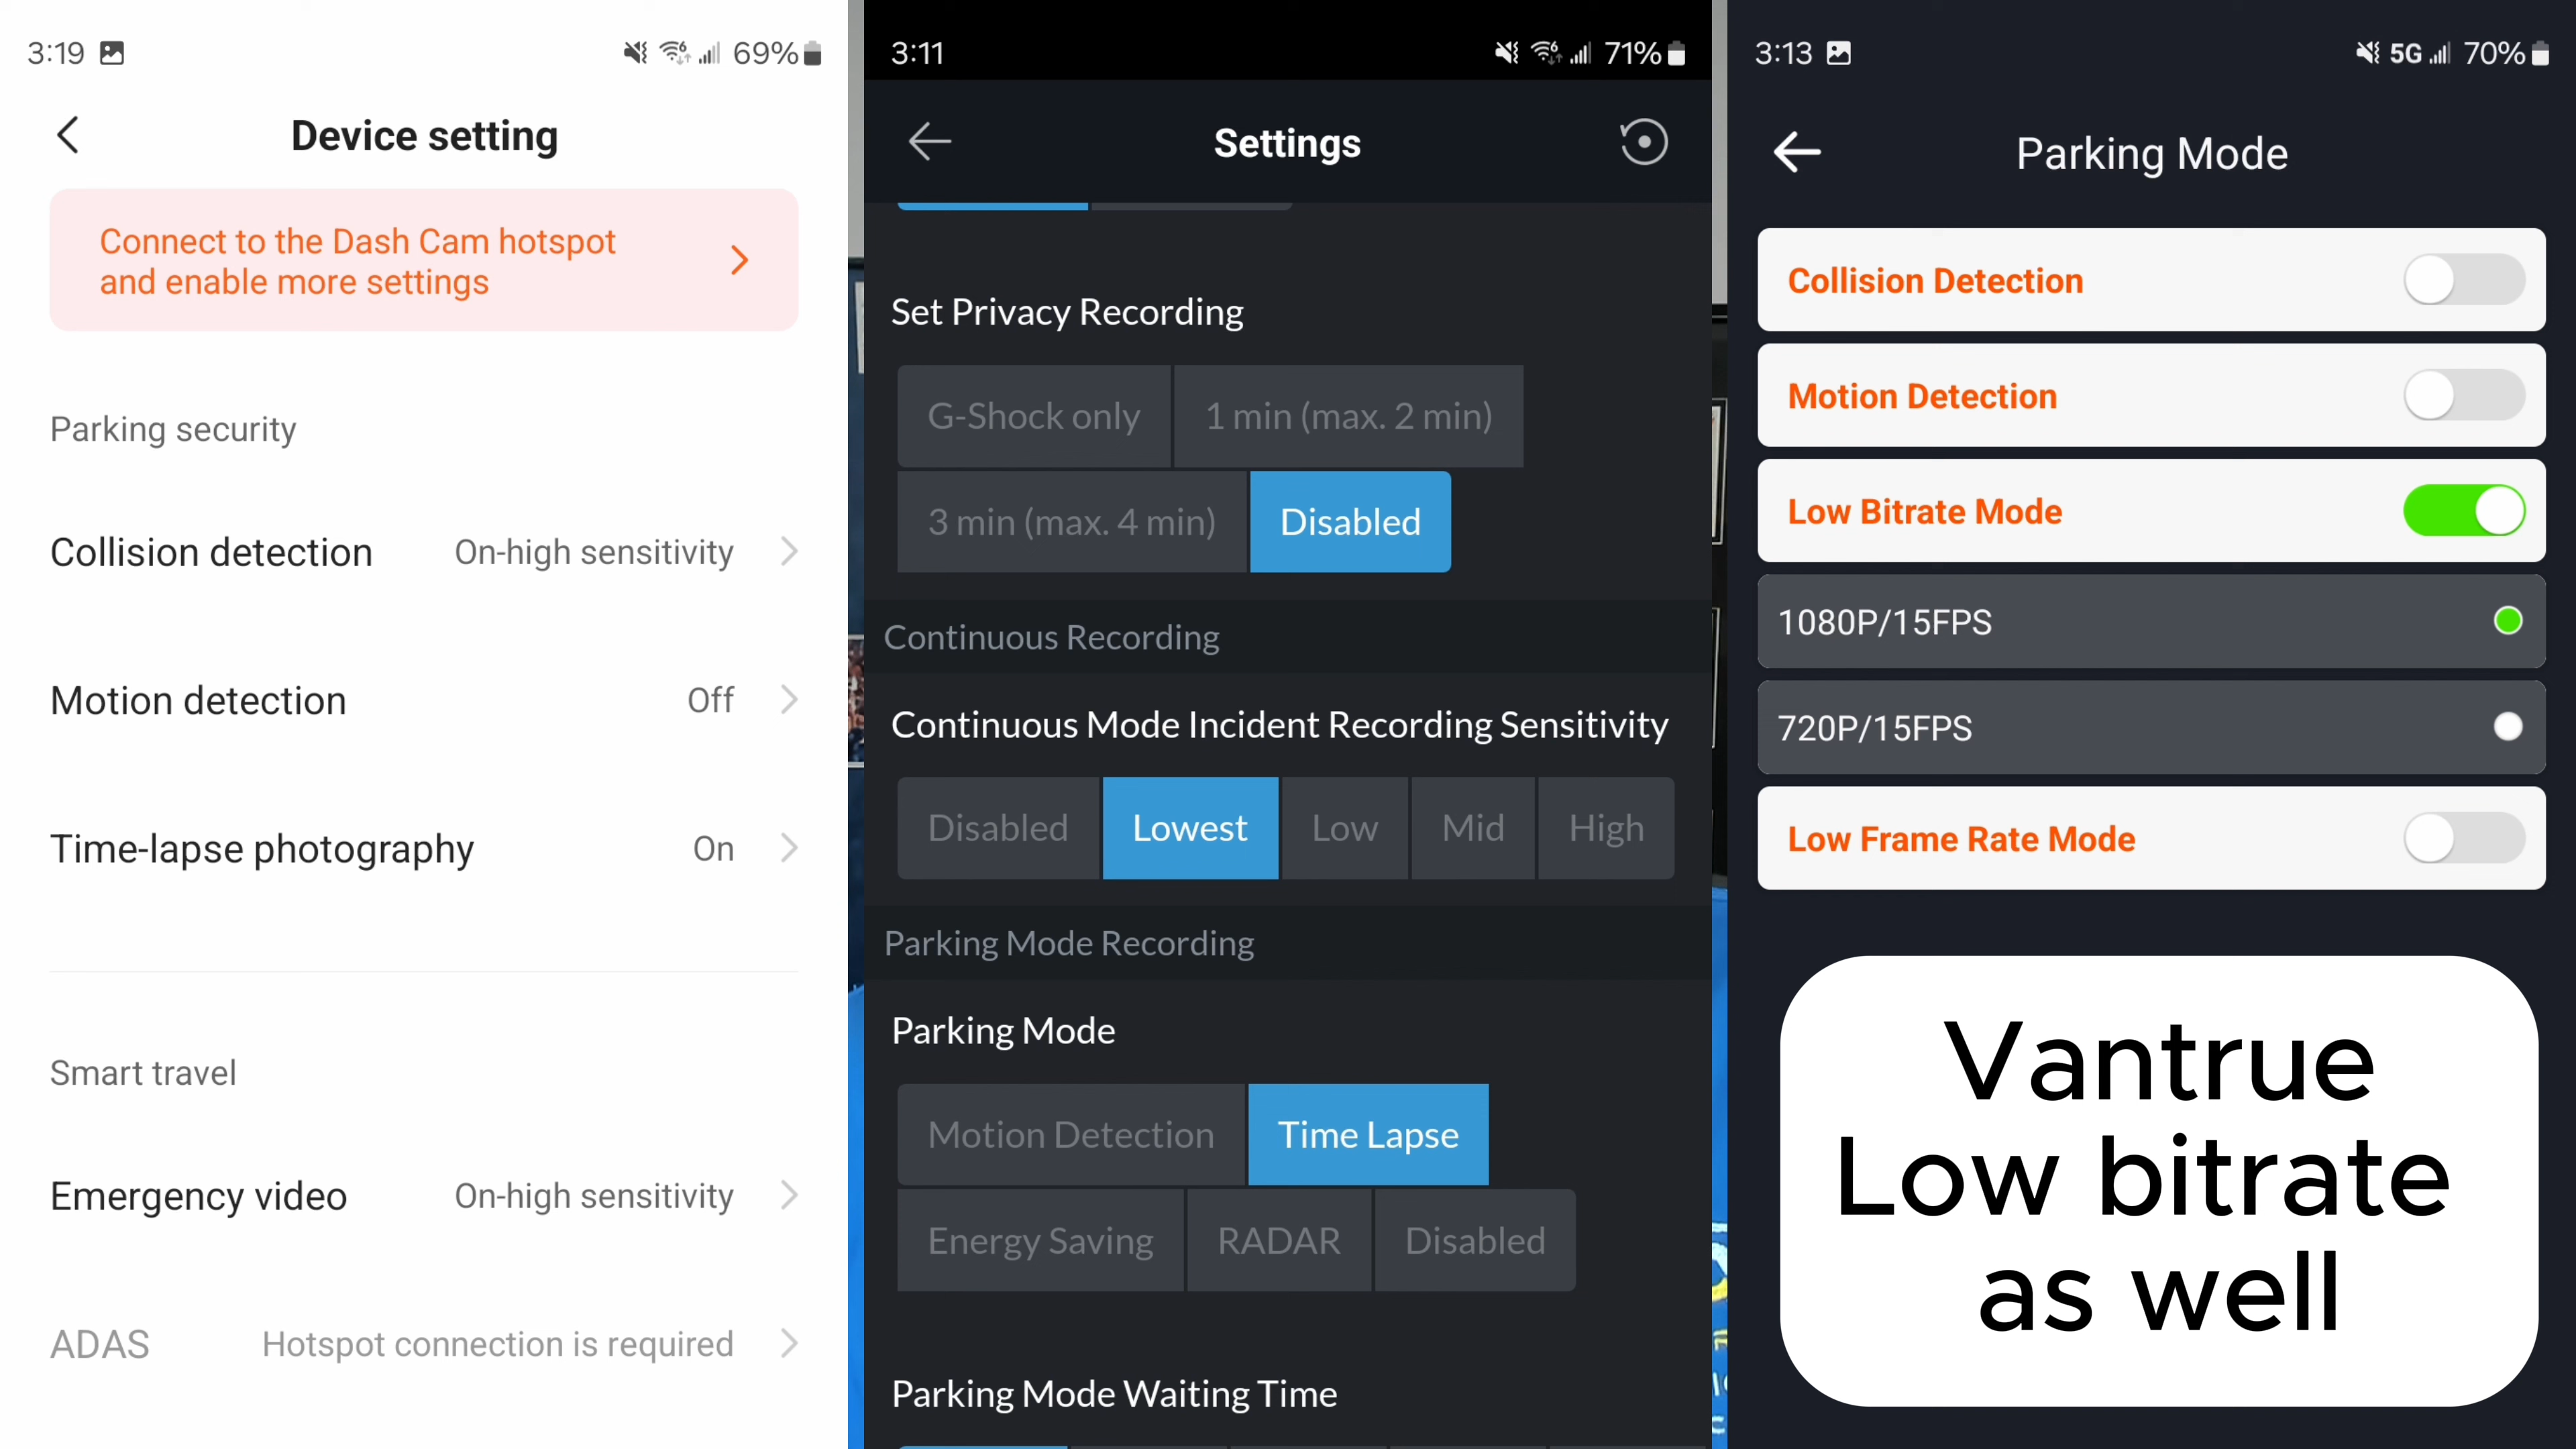 3:19
69%
Device setting
Connect to the Dash Cam hotspot
and enable more settings
Parking security
Collision detection On-high sensitivity
Motion detection Off
Time-lapse photography On
Smart travel
Emergency video On-high sensitivity
ADAS Hotspot connection is required
3:11
6 71%
Settings
Set Privacy Recording
G-Shock only 1 min (max. 2 min)
3 min (max. 4 min) Disabled
Continuous Recording
Continuous Mode Incident Recording Sensitivity
Disabled Lowest Low Mid High
Parking Mode Recording
Parking Mode
Motion Detection Time Lapse
Energy Saving RADAR Disabled
Parking Mode Waiting Time
3:13
5G 70%
Parking Mode
Collision Detection
Motion Detection
Low Bitrate Mode
1080P/15FPS
720P/15FPS
Low Frame Rate Mode
Vantrue
Low bitrate
as well